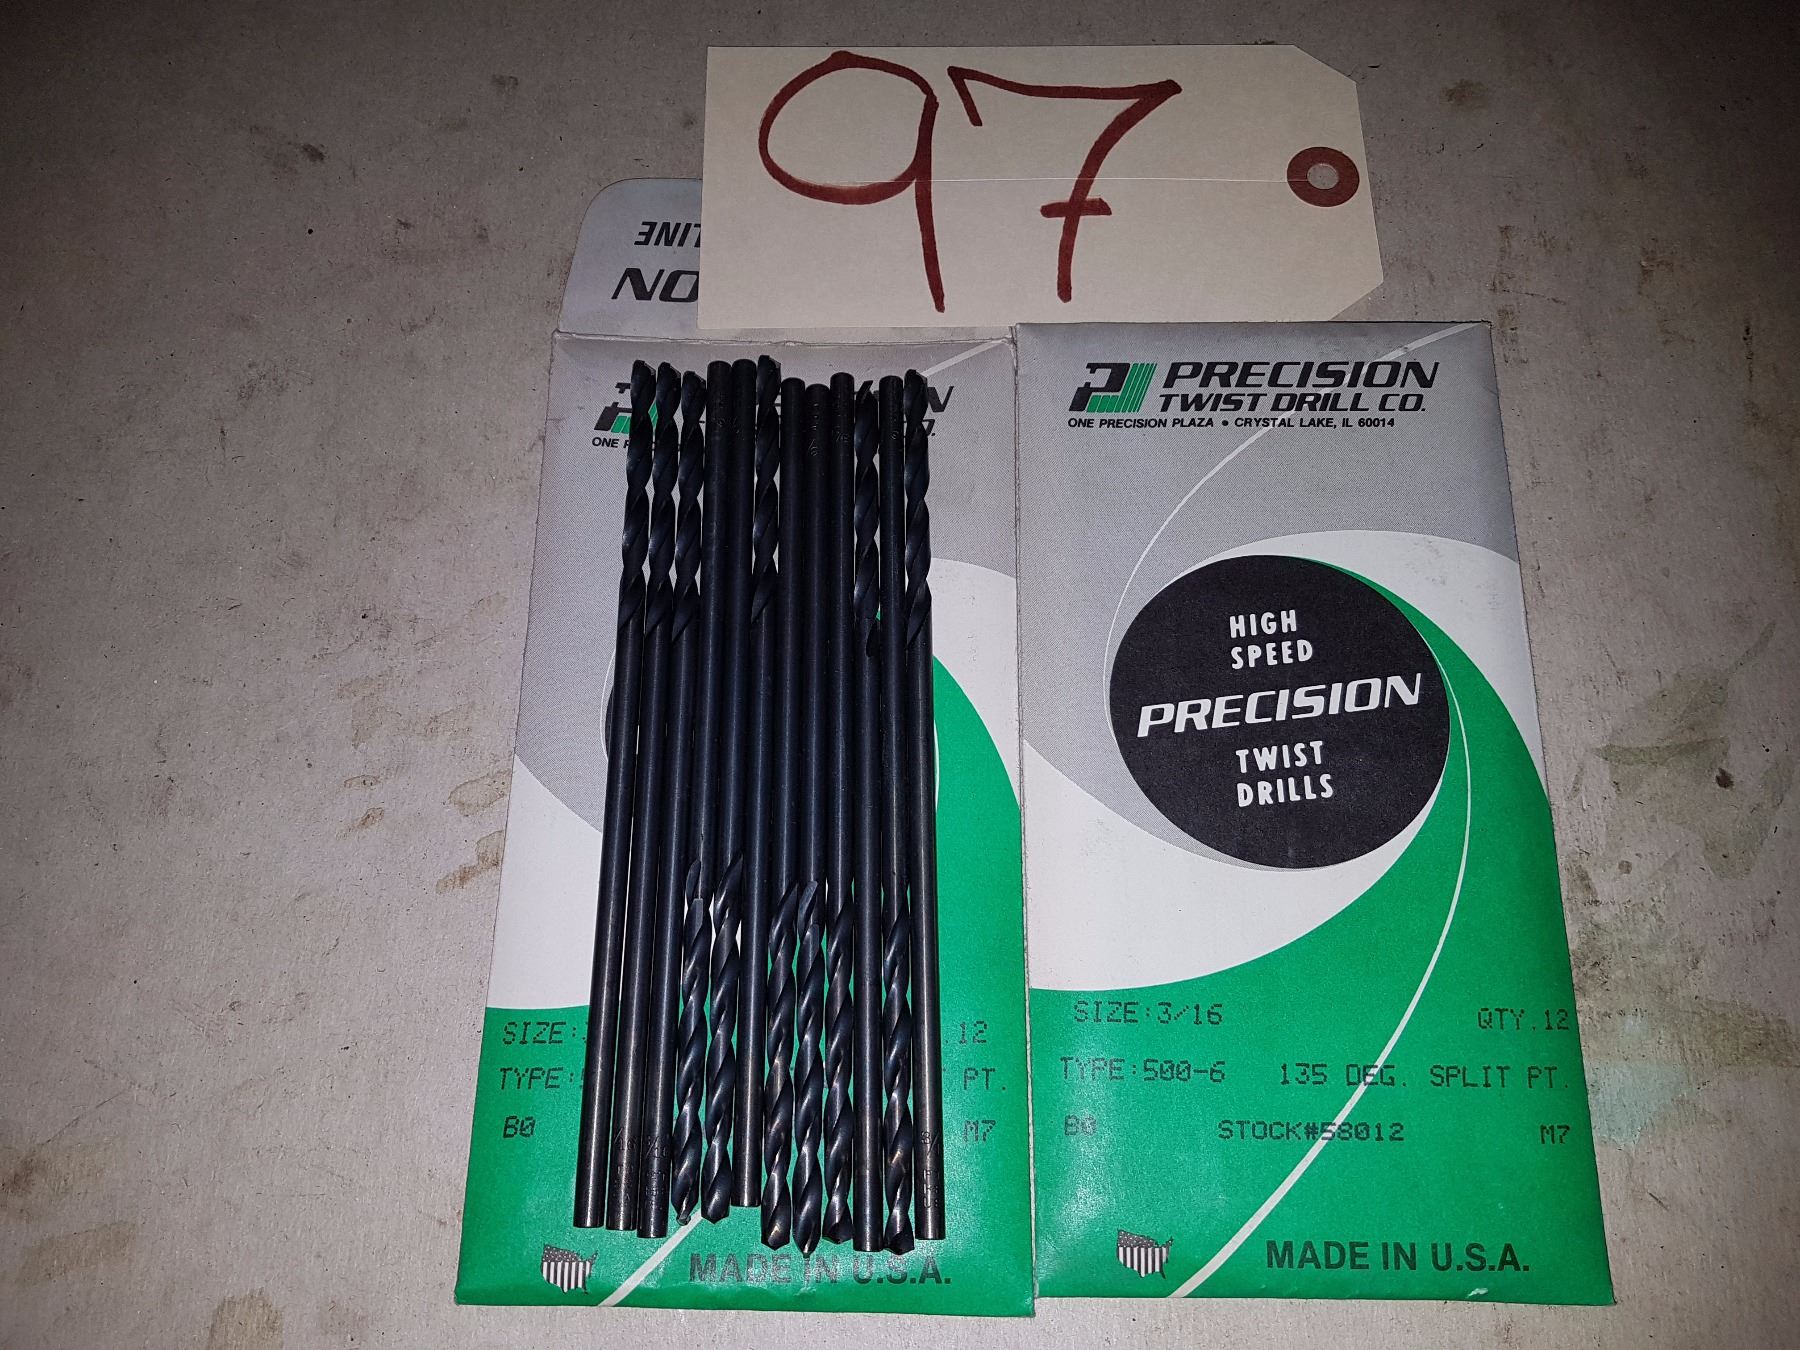 97
PRECISION
TWIST DRILL CO.
ONE PRECISION PLAZA • CRYSTAL LAKE, IL 60014
HIGH
SPEED
PRECISION
TWIST
DRILLS
SIZE:3/16 QTY.12
TYPE:500-6 135 DEG. SPLIT PT.
B0 STOCK#58012 M7
MADE IN U.S.A.
ONE
SIZE: .12
TYPE: PT.
B0 M7
MADE IN U.S.A.